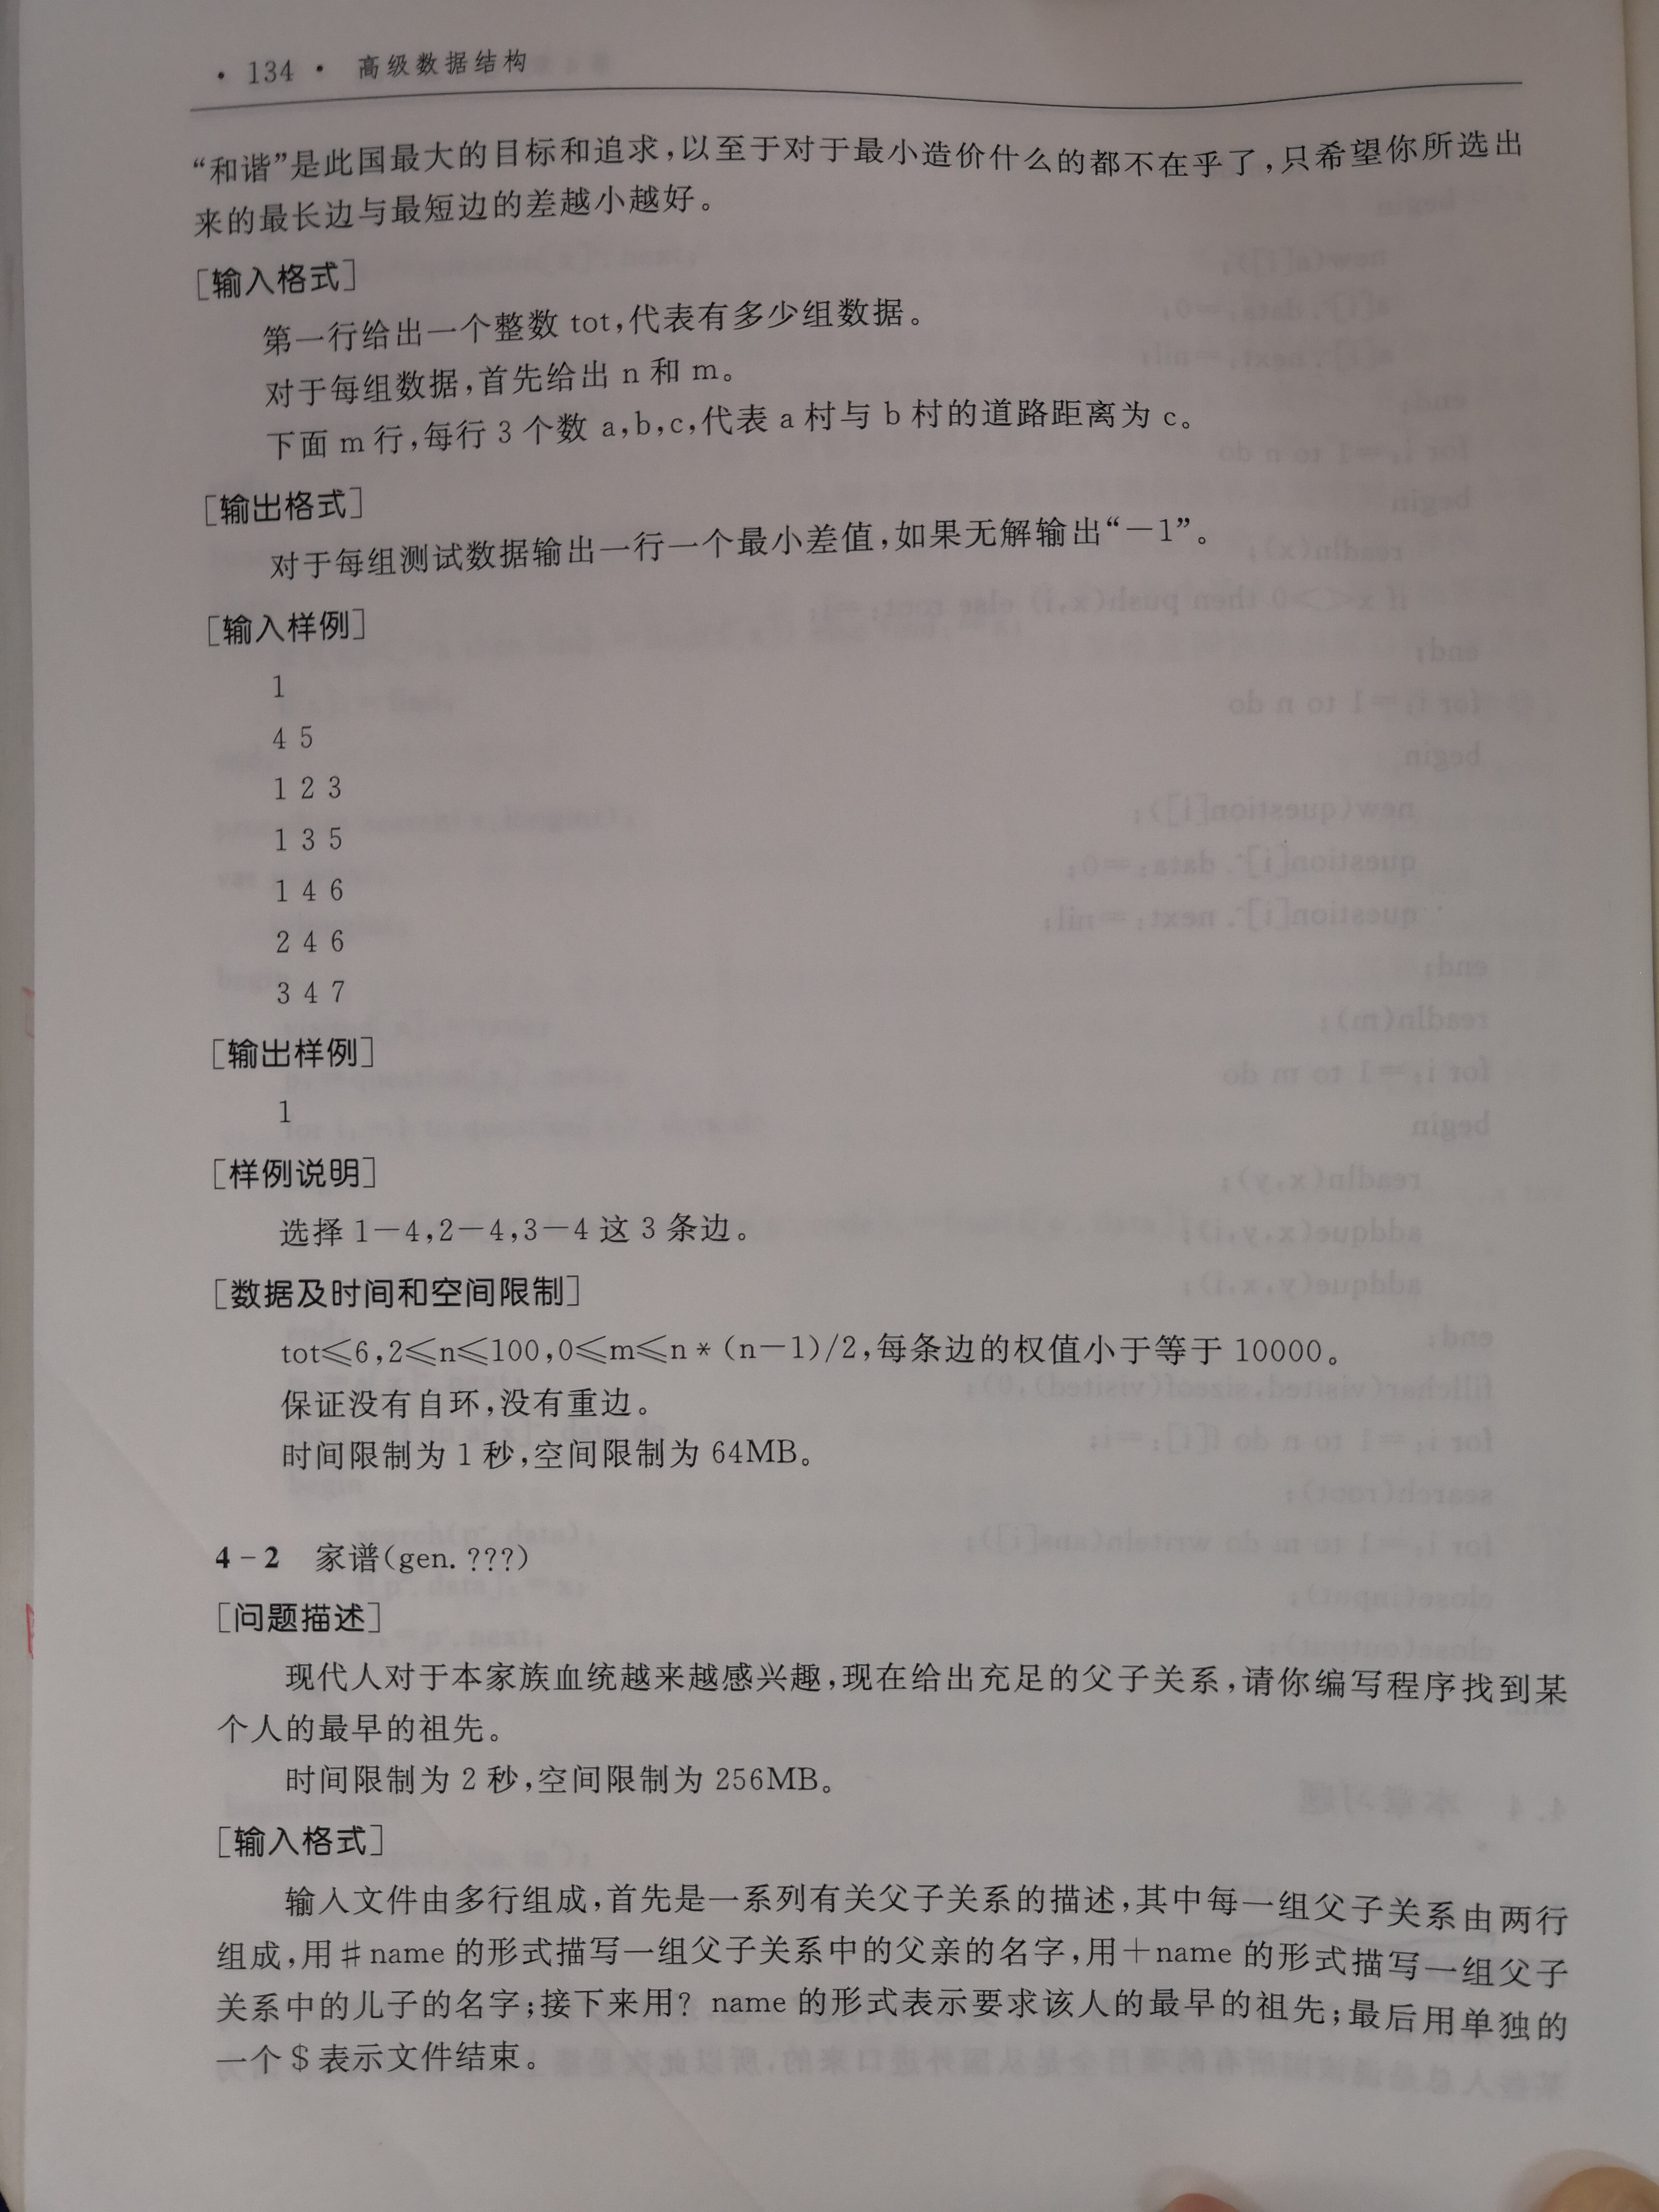 · 134 · 高级数据结构
“和谐”是此国最大的目标和追求,以至于对于最小造价什么的都不在乎了,只希望你所选出
来的最长边与最短边的差越小越好。
[输入格式]
第一行给出一个整数 tot,代表有多少组数据。
对于每组数据,首先给出 n 和 m。
下面 m 行,每行 3 个数 a,b,c,代表 a 村与 b 村的道路距离为 c。
[输出格式]
对于每组测试数据输出一行一个最小差值,如果无解输出“－1”。
[输入样例]
1
4 5
1 2 3
1 3 5
1 4 6
2 4 6
3 4 7
[输出样例]
1
[样例说明]
选择 1－4,2－4,3－4 这 3 条边。
[数据及时间和空间限制]
tot≤6,2≤n≤100,0≤m≤n * (n－1)/2,每条边的权值小于等于 10000。
保证没有自环,没有重边。
时间限制为 1 秒,空间限制为 64MB。
4－2 家谱(gen. ???)
[问题描述]
现代人对于本家族血统越来越感兴趣,现在给出充足的父子关系,请你编写程序找到某
个人的最早的祖先。
时间限制为 2 秒,空间限制为 256MB。
[输入格式]
输入文件由多行组成,首先是一系列有关父子关系的描述,其中每一组父子关系由两行
组成,用＃name 的形式描写一组父子关系中的父亲的名字,用＋name 的形式描写一组父子
关系中的儿子的名字;接下来用? name 的形式表示要求该人的最早的祖先;最后用单独的
一个＄表示文件结束。